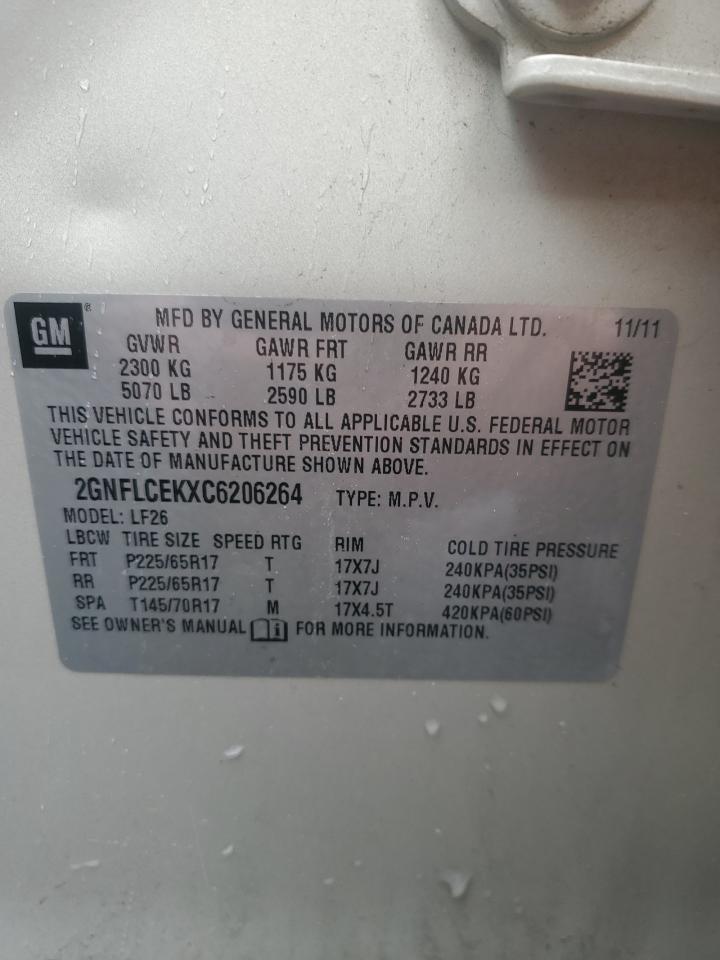 GM® MFD BY GENERAL MOTORS OF CANADA LTD. 11/11
GVWR GAWR FRT GAWR RR
2300 KG 1175 KG 1240 KG
5070 LB 2590 LB 2733 LB
THIS VEHICLE CONFORMS TO ALL APPLICABLE U.S. FEDERAL MOTOR
VEHICLE SAFETY AND THEFT PREVENTION STANDARDS IN EFFECT ON
THE DATE OF MANUFACTURE SHOWN ABOVE.
2GNFLCEKXC6206264 TYPE: M.P.V.
MODEL: LF26
LBCW TIRE SIZE SPEED RTG RIM COLD TIRE PRESSURE
FRT P225/65R17 T 17X7J 240KPA(35PSI)
RR P225/65R17 T 17X7J 240KPA(35PSI)
SPA T145/70R17 M 17X4.5T 420KPA(60PSI)
SEE OWNER'S MANUAL i FOR MORE INFORMATION.